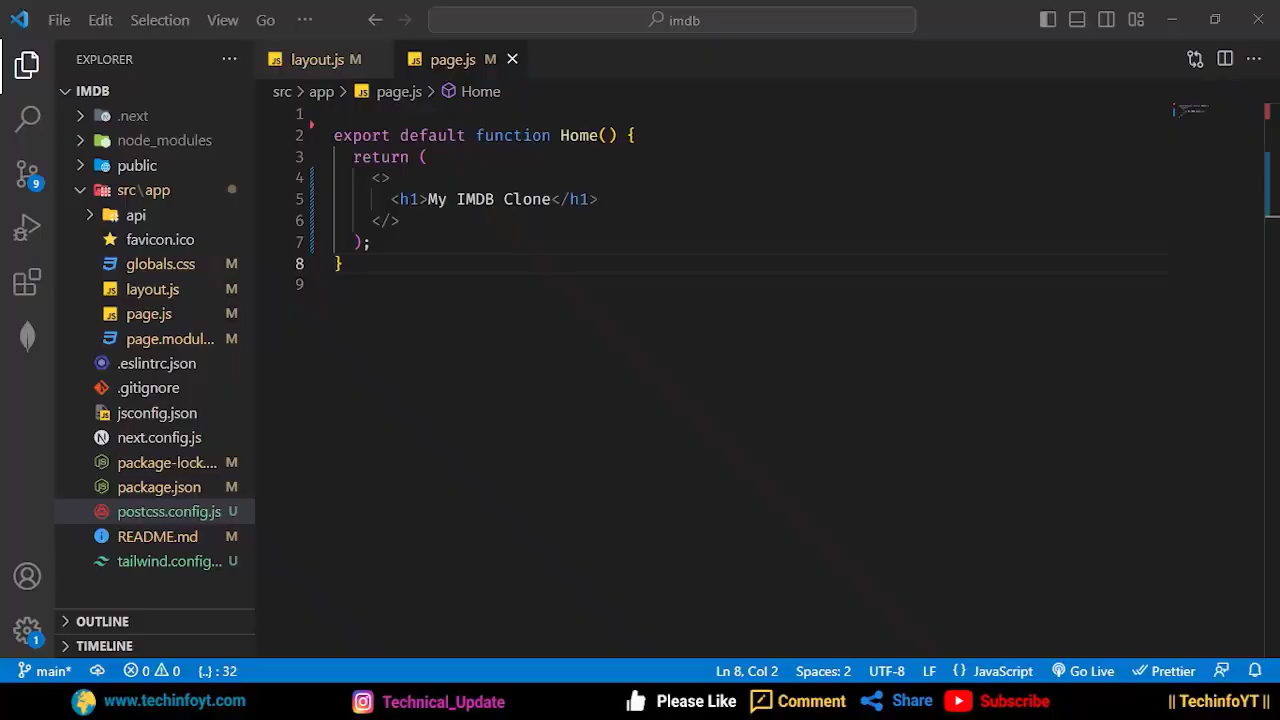 File Edit Selection View Go ··· imdb
EXPLORER ···
layout.js M
page.js M
IMDB
src > app > page.js > Home
.next
node_modules
public
src\app
api
favicon.ico
globals.css M
layout.js M
page.js M
page.modul... M
.eslintrc.json
.gitignore
jsconfig.json
next.config.js
package-lock.... M
package.json M
postcss.config.js U
README.md M
tailwind.config... U
OUTLINE
TIMELINE
9
1
1
2 export default function Home() {
3 return (
4 <>
5 <h1>My IMDB Clone</h1>
6 </>
7 );
8 }
9
main* 0 0 {..} : 32 Ln 8, Col 2 Spaces: 2 UTF-8 LF {} JavaScript Go Live Prettier
www.techinfoyt.com Technical_Update Please Like Comment Share Subscribe || TechinfoYT ||